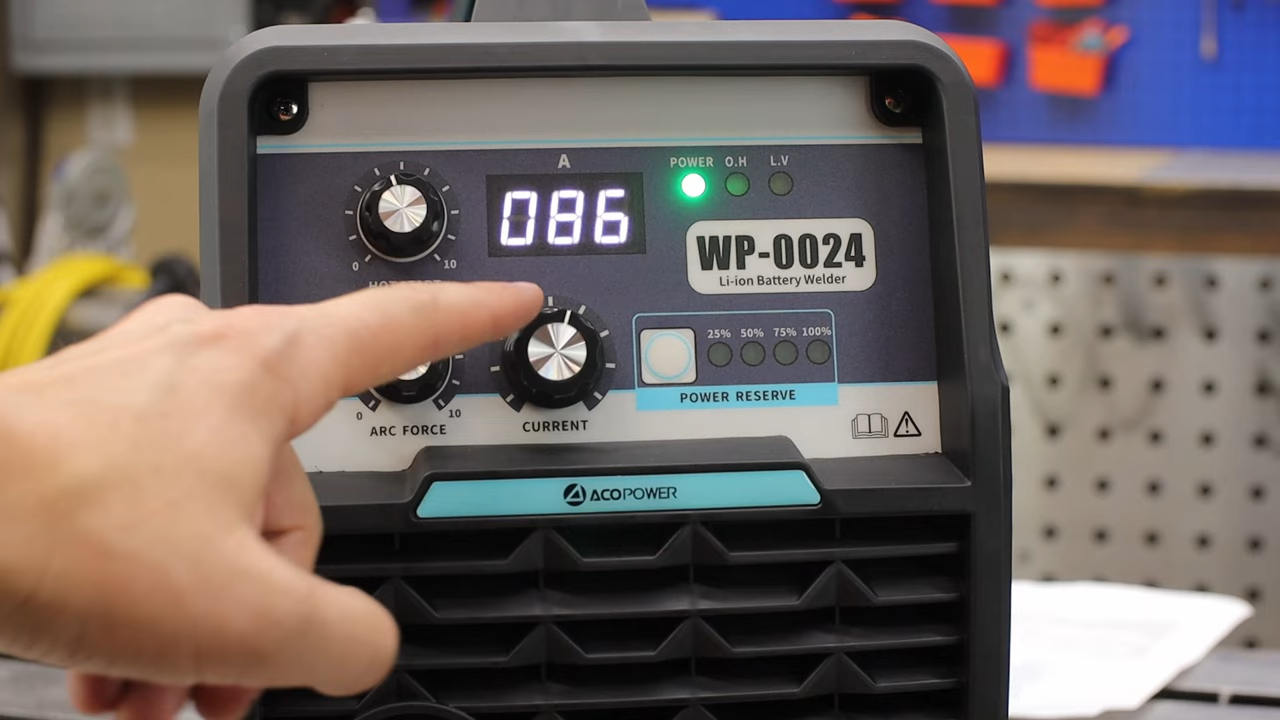 A
086
POWER O.H L.V
0 10
WP-0024
Li-ion Battery Welder
25% 50% 75% 100%
POWER RESERVE
0 10
ARC FORCE
CURRENT
ACOPOWER